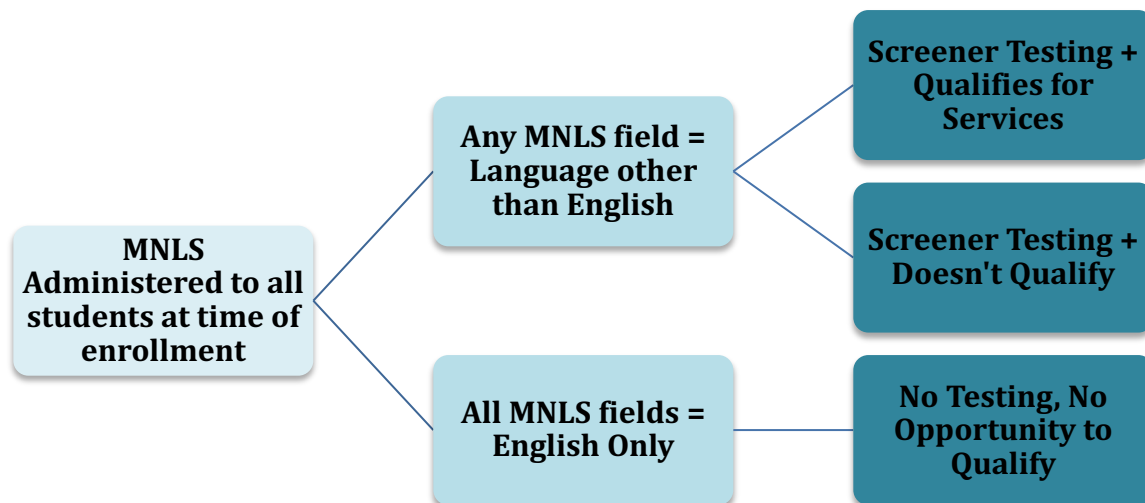 MNLS
Administered to all
students at time of
enrollment
Any MNLS field =
Language other
than English
All MNLS fields =
English Only
Screener Testing +
Qualifies for
Services
Screener Testing +
Doesn't Qualify
No Testing, No
Opportunity to
Qualify